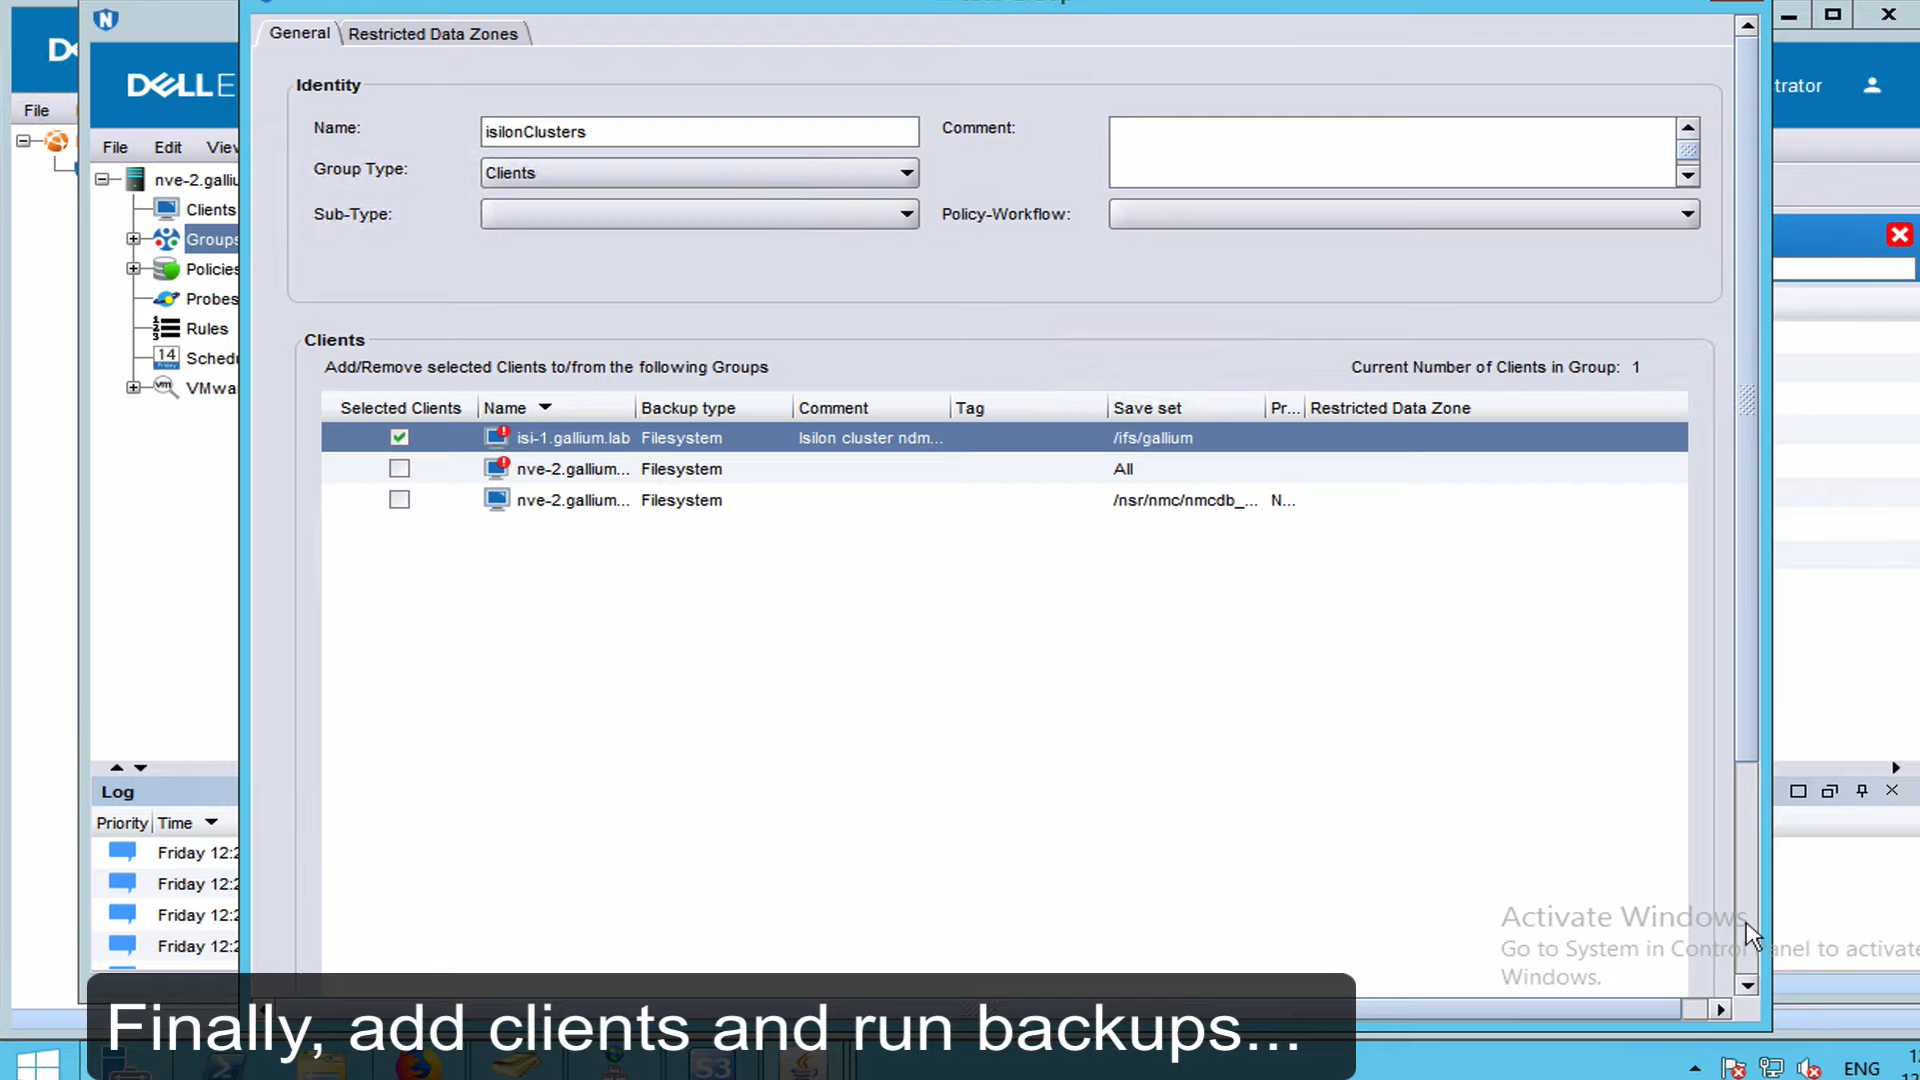 DELL E
trator
File
File Edit View
nve-2.galliu
Clients
Groups
Policies
Probes
Rules
14
Sched
vm VMwa
General Restricted Data Zones
Identity
Name: isilonClusters Comment:
Group Type: Clients
Sub-Type: Policy-Workflow:
Clients
Add/Remove selected Clients to/from the following Groups Current Number of Clients in Group: 1
Selected Clients Name Backup type Comment Tag Save set Pr... Restricted Data Zone
isi-1.gallium.lab Filesystem Isilon cluster ndm... /ifs/gallium
nve-2.gallium... Filesystem All
nve-2.gallium... Filesystem /nsr/nmc/nmcdb_... N...
Log
Priority Time
Friday 12:2
Friday 12:2
Friday 12:2
Friday 12:2
Activate Windows
Go to System in Control Panel to activate
Windows.
Finally, add clients and run backups...
S3
ENG